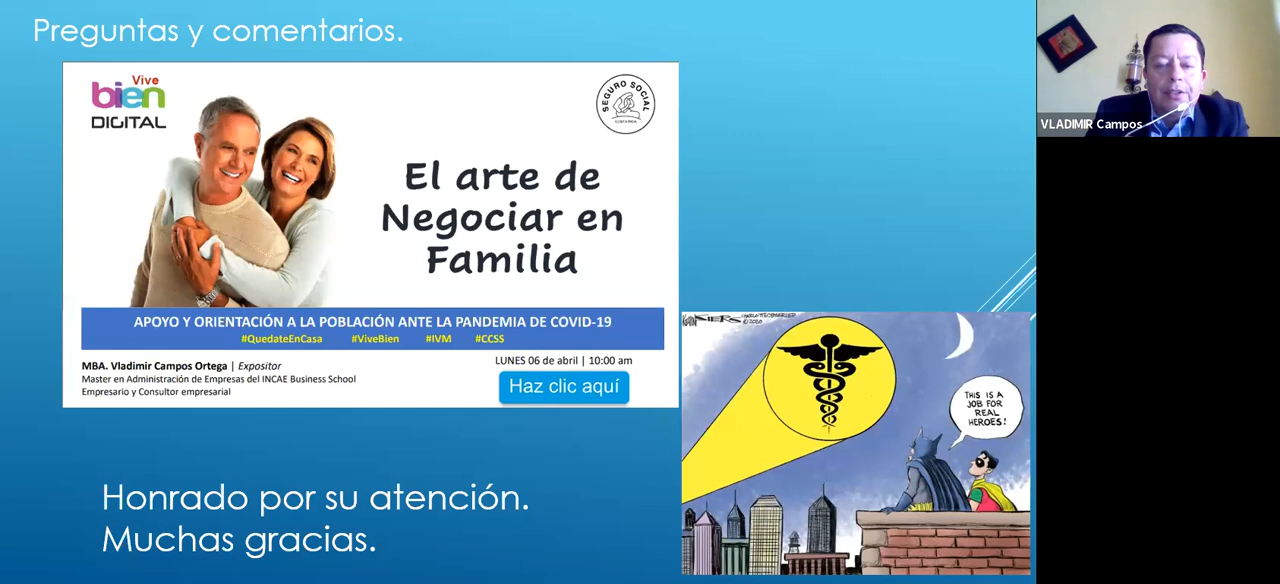 Preguntas y comentarios.
Vive
bien
DIGITAL
SEGURO SOCIAL
COSTA RICA
El arte de
Negociar en
Familia
APOYO Y ORIENTACIÓN A LA POBLACIÓN ANTE LA PANDEMIA DE COVID-19
#QuedateEnCasa #ViveBien #IVM #CCSS
MBA. Vladimir Campos Ortega | Expositor
Master en Administración de Empresas del INCAE Business School
Empresario y Consultor empresarial
LUNES 06 de abril | 10:00 am
Haz clic aquí
THIS IS A
JOB FOR
REAL
HEROES!
©2020
Honrado por su atención.
Muchas gracias.
VLADIMIR Campos